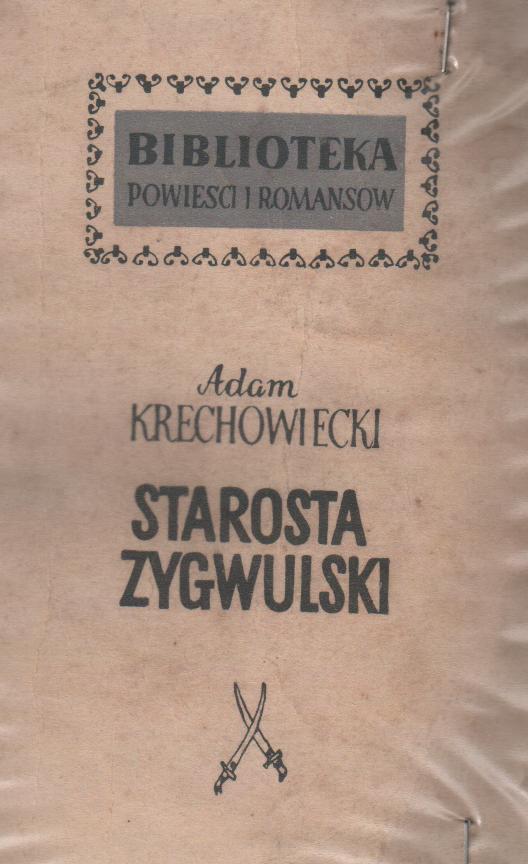 BIBLIOTEKA
POWIESCI I ROMANSOW
Adam
KRECHOWIECKI
STAROSTA
ZYGWULSKI